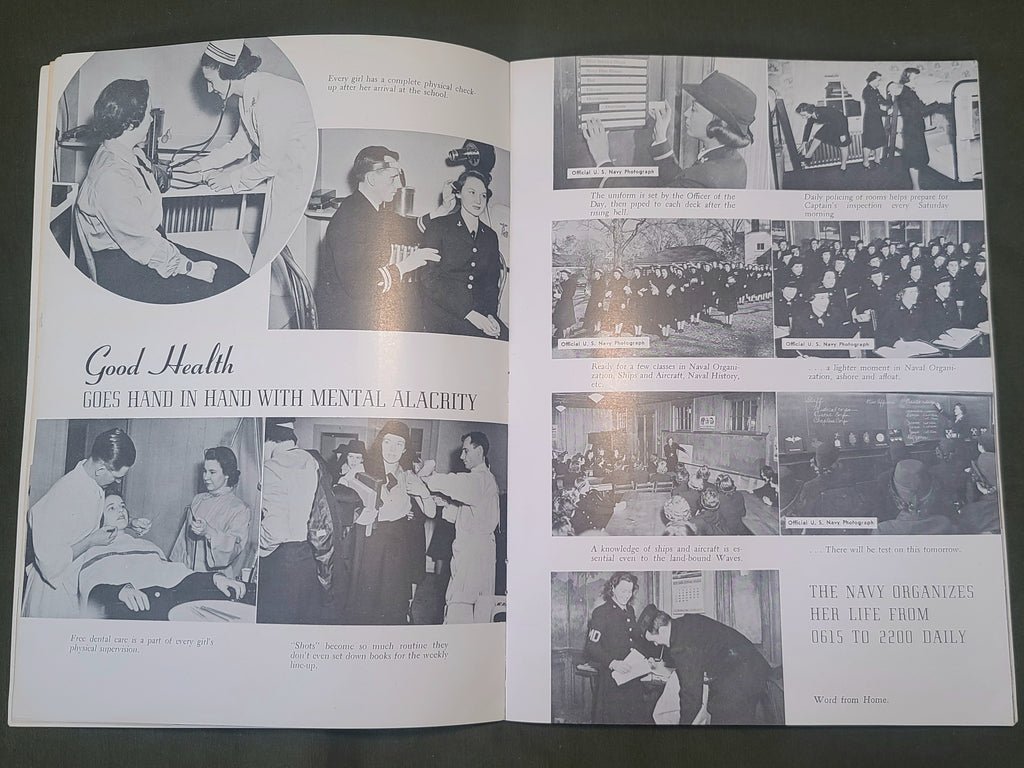 Every girl has a complete physical check-
up after her arrival at the school.
Good Health
GOES HAND IN HAND WITH MENTAL ALACRITY
Free dental care is a part of every girl's
physical supervision.
"Shots" become so much routine they
don't even set down books for the weekly
line-up.
Official U. S. Navy Photograph
The uniform is set by the Officer of the
Day, then piped to each deck after the
rising bell.
Daily policing of rooms helps prepare for
Captain's inspection every Saturday
morning
Official U. S. Navy Photograph
Official U. S. Navy Photograph
Ready for a few classes in Naval Organi-
zation, Ships and Aircraft, Naval History,
etc.
. . . a lighter moment in Naval Organi-
zation, ashore and afloat.
Official U. S. Navy Photograph
A knowledge of ships and aircraft is es-
sential even to the land-bound Waves.
. . . There will be test on this tomorrow.
THE NAVY ORGANIZES
HER LIFE FROM
0615 TO 2200 DAILY
Word from Home.